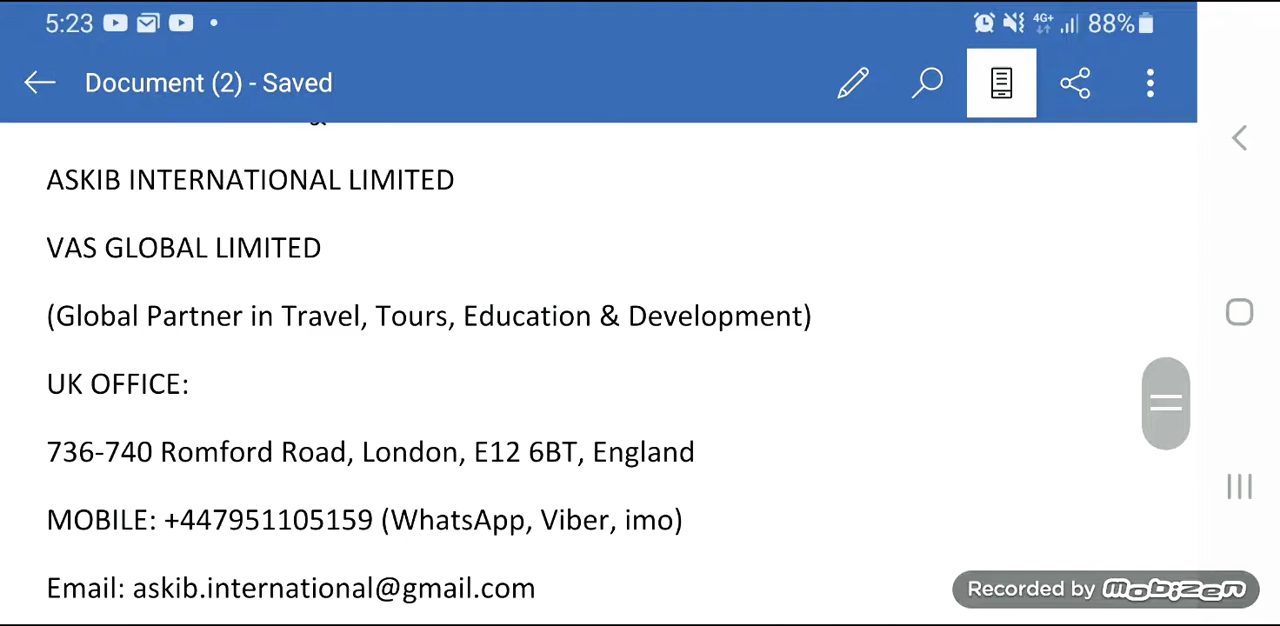 5:23
4G+ 88%
Document (2) - Saved
ASKIB INTERNATIONAL LIMITED
VAS GLOBAL LIMITED
(Global Partner in Travel, Tours, Education & Development)
UK OFFICE:
736-740 Romford Road, London, E12 6BT, England
MOBILE: +447951105159 (WhatsApp, Viber, imo)
Email: askib.international@gmail.com
Recorded by mobizen